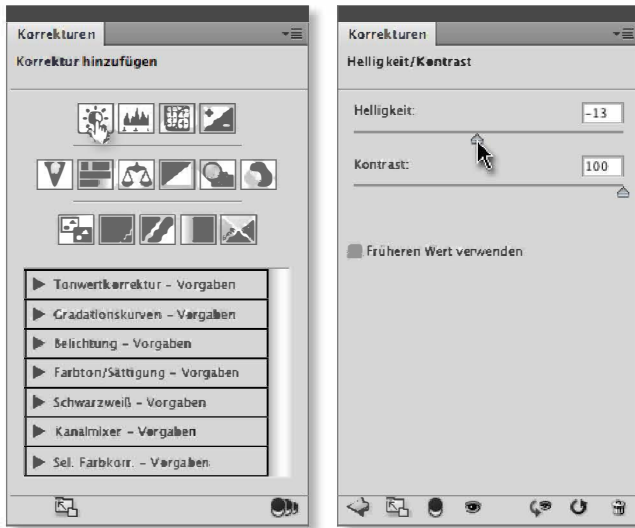 Korrekturen
Korrektur hinzufügen
Tonwertkorrektur – Vorgaben
Gradationskurven – Vorgaben
Belichtung – Vorgaben
Farbton/Sättigung – Vorgaben
Schwarzweiß – Vorgaben
Kanalmixer – Vorgaben
Sel. Farbkorr. – Vorgaben
Korrekturen
Helligkeit/Kontrast
Helligkeit: -13
Kontrast: 100
Früheren Wert verwenden